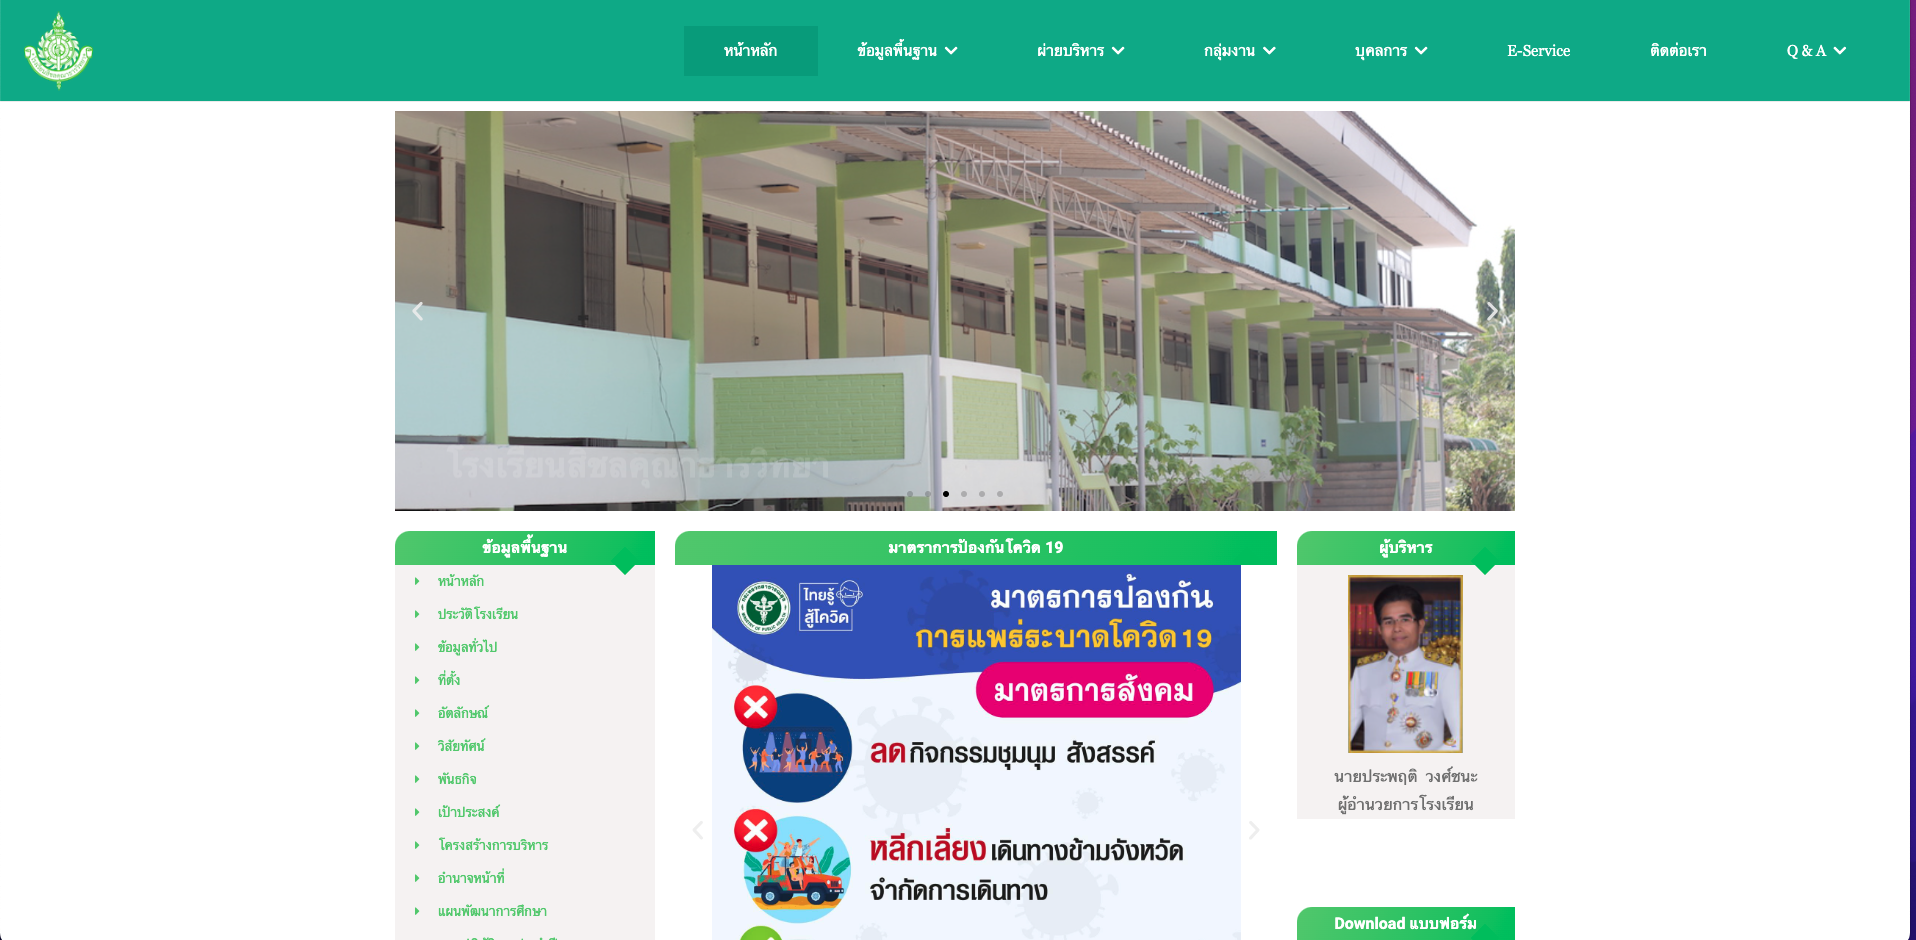 หน้าหลัก
ข้อมูลพื้นฐาน
ฝ่ายบริหาร
กลุ่มงาน
บุคลการ
E-Service
ติดต่อเรา
Q & A
โรงเรียนสิชลคุณาธารวิทยา
ข้อมูลพื้นฐาน
หน้าหลัก
ประวัติโรงเรียน
ข้อมูลทั่วไป
ที่ตั้ง
อัตลักษณ์
วิสัยทัศน์
พันธกิจ
เป้าประสงค์
โครงสร้างการบริหาร
อำนาจหน้าที่
แผนพัฒนาการศึกษา
มาตราการป้องกันโควิด 19
ไทยรู้
สู้โควิด
มาตรการป้องกัน
การแพร่ระบาดโควิด19
มาตรการสังคม
ลดกิจกรรมชุมนุม สังสรรค์
หลีกเลี่ยง เดินทางข้ามจังหวัด
จำกัดการเดินทาง
ผู้บริหาร
นายประพฤติ วงศ์ชนะ
ผู้อำนวยการโรงเรียน
Download แบบฟอร์ม